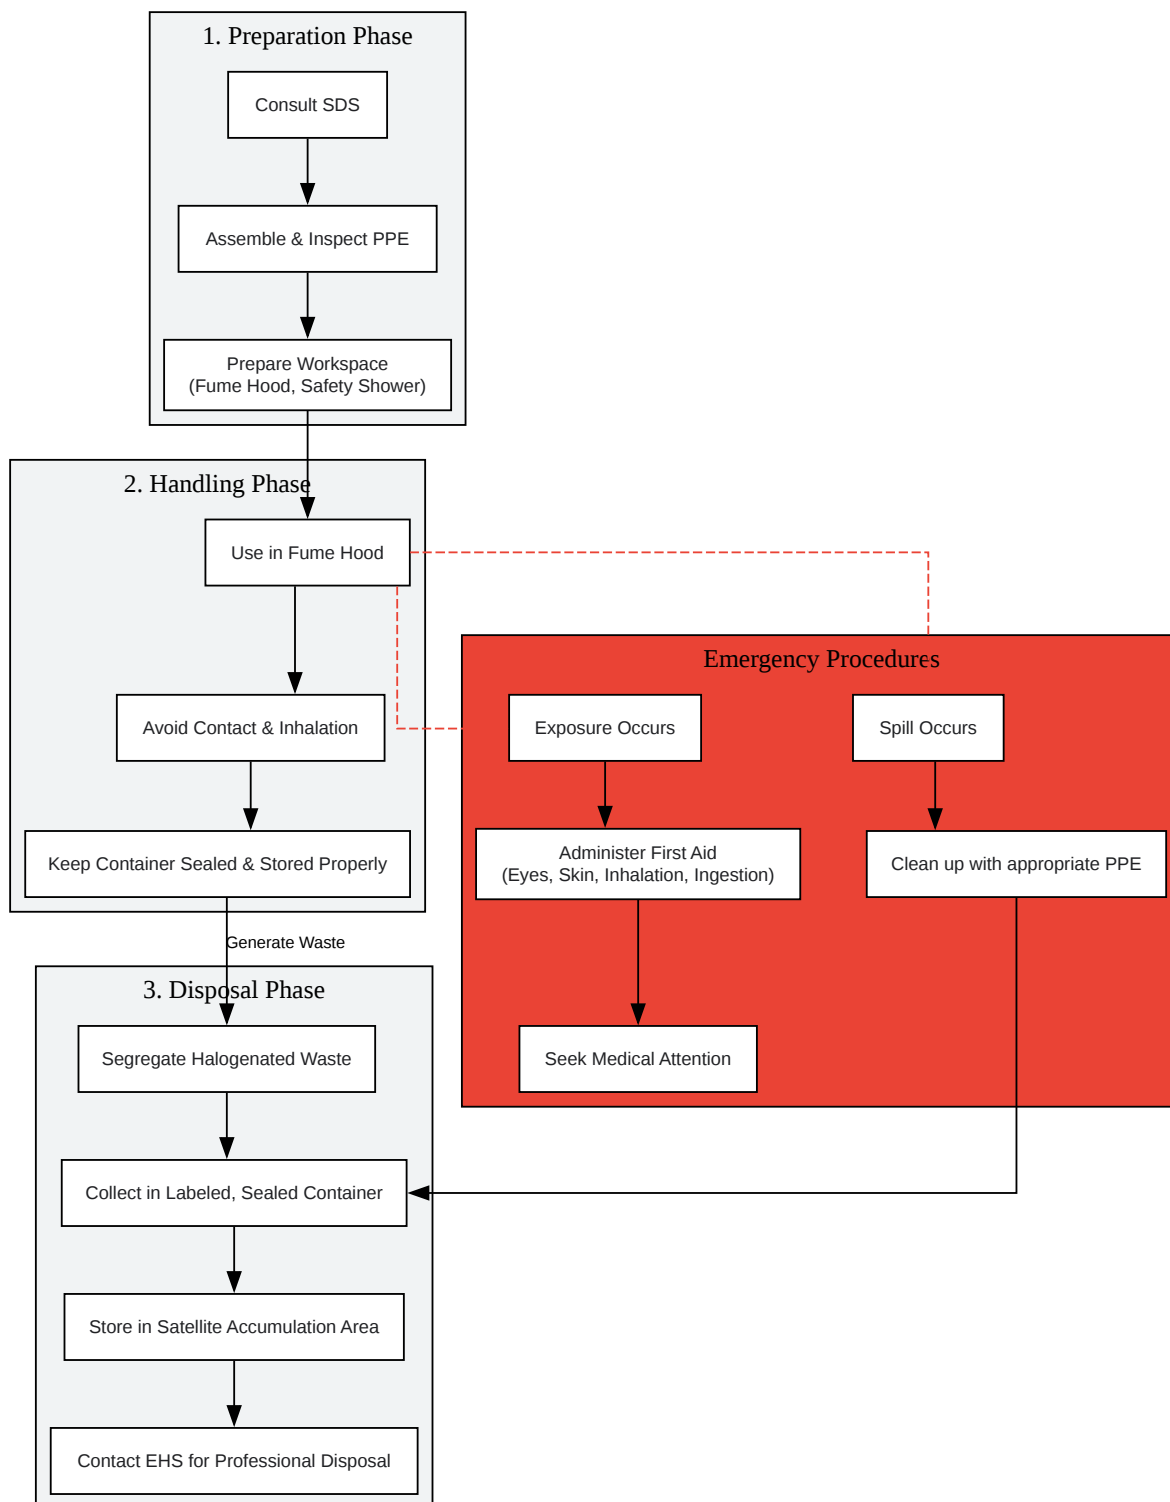 1. Preparation Phase
Consult SDS
Assemble & Inspect PPE
Prepare Workspace
(Fume Hood, Safety Shower)
2. Handling Phase
Use in Fume Hood
Avoid Contact & Inhalation
Keep Container Sealed & Stored Properly
Generate Waste
Emergency Procedures
Exposure Occurs
Spill Occurs
Administer First Aid
(Eyes, Skin, Inhalation, Ingestion)
Clean up with appropriate PPE
Seek Medical Attention
3. Disposal Phase
Segregate Halogenated Waste
Collect in Labeled, Sealed Container
Store in Satellite Accumulation Area
Contact EHS for Professional Disposal